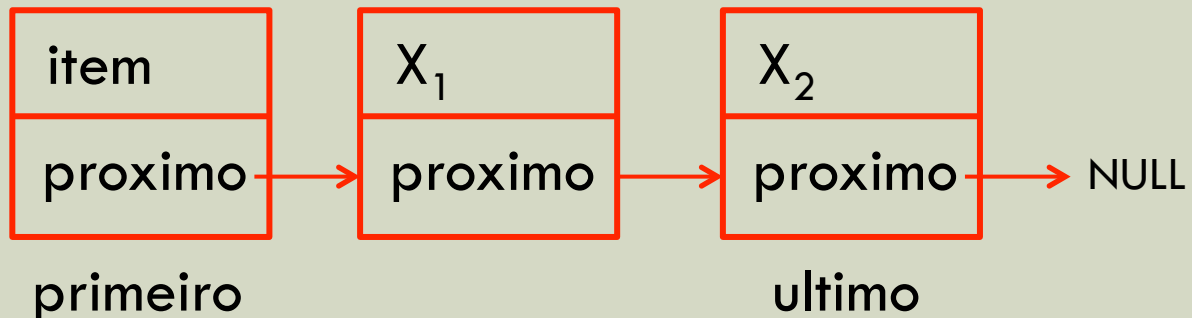 item X₁ X₂
proximo proximo proximo NULL
primeiro ultimo